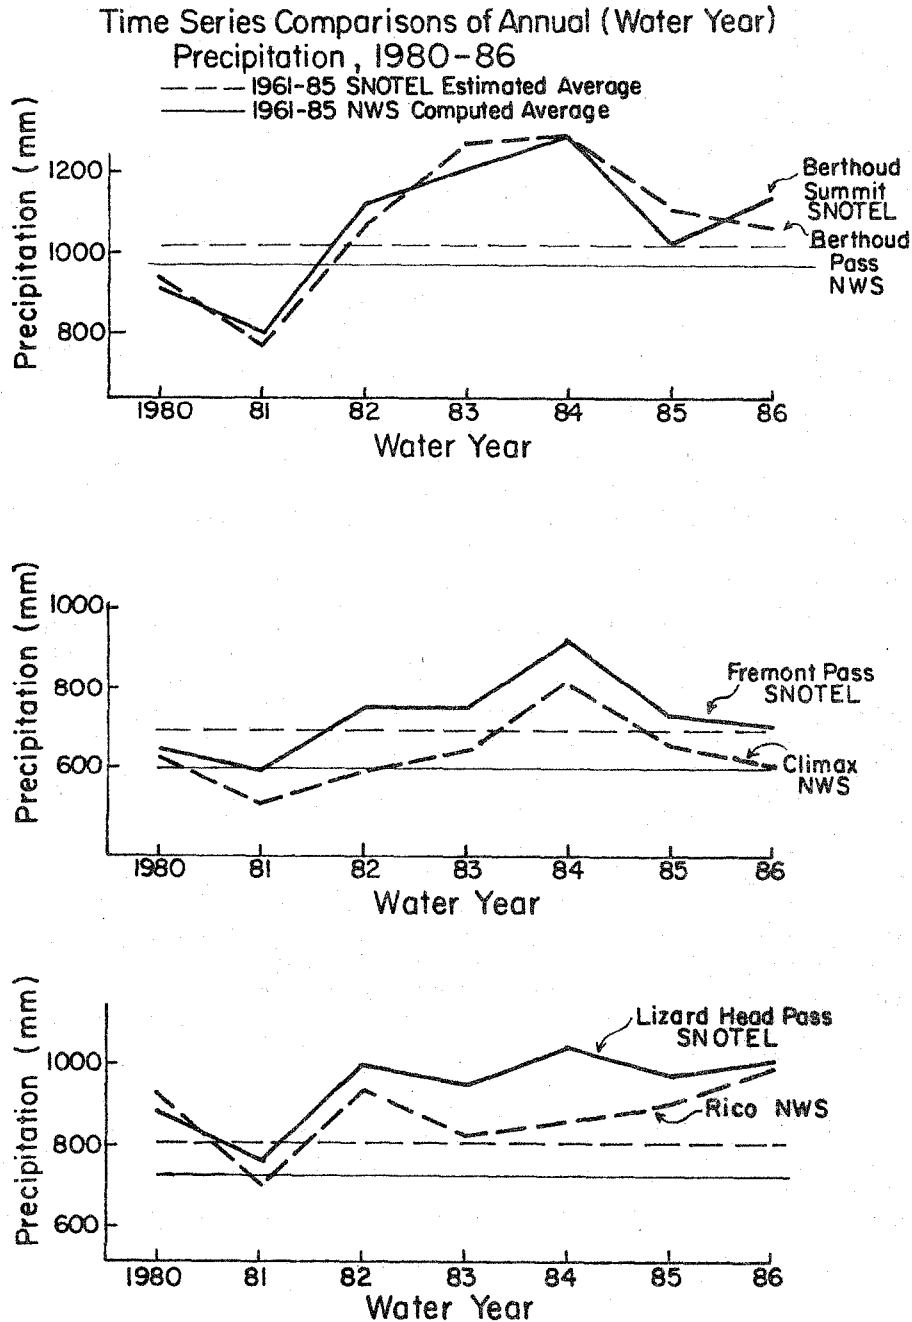 Time Series Comparisons of Annual (Water Year)
Precipitation, 1980-86
1961-85 SNOTEL Estimated Average
1961-85 NWS Computed Average
Precipitation (mm)
1200
1000
800
Berthoud
Summit
SNOTEL
Berthoud
Pass
NWS
1980 81 82 83 84 85 86
Water Year
Precipitation (mm)
1000
800
600
Fremont Pass
SNOTEL
Climax
NWS
1980 81 82 83 84 85 86
Water Year
Precipitation (mm)
1000
800
600
Lizard Head Pass
SNOTEL
Rico NWS
1980 81 82 83 84 85 86
Water Year